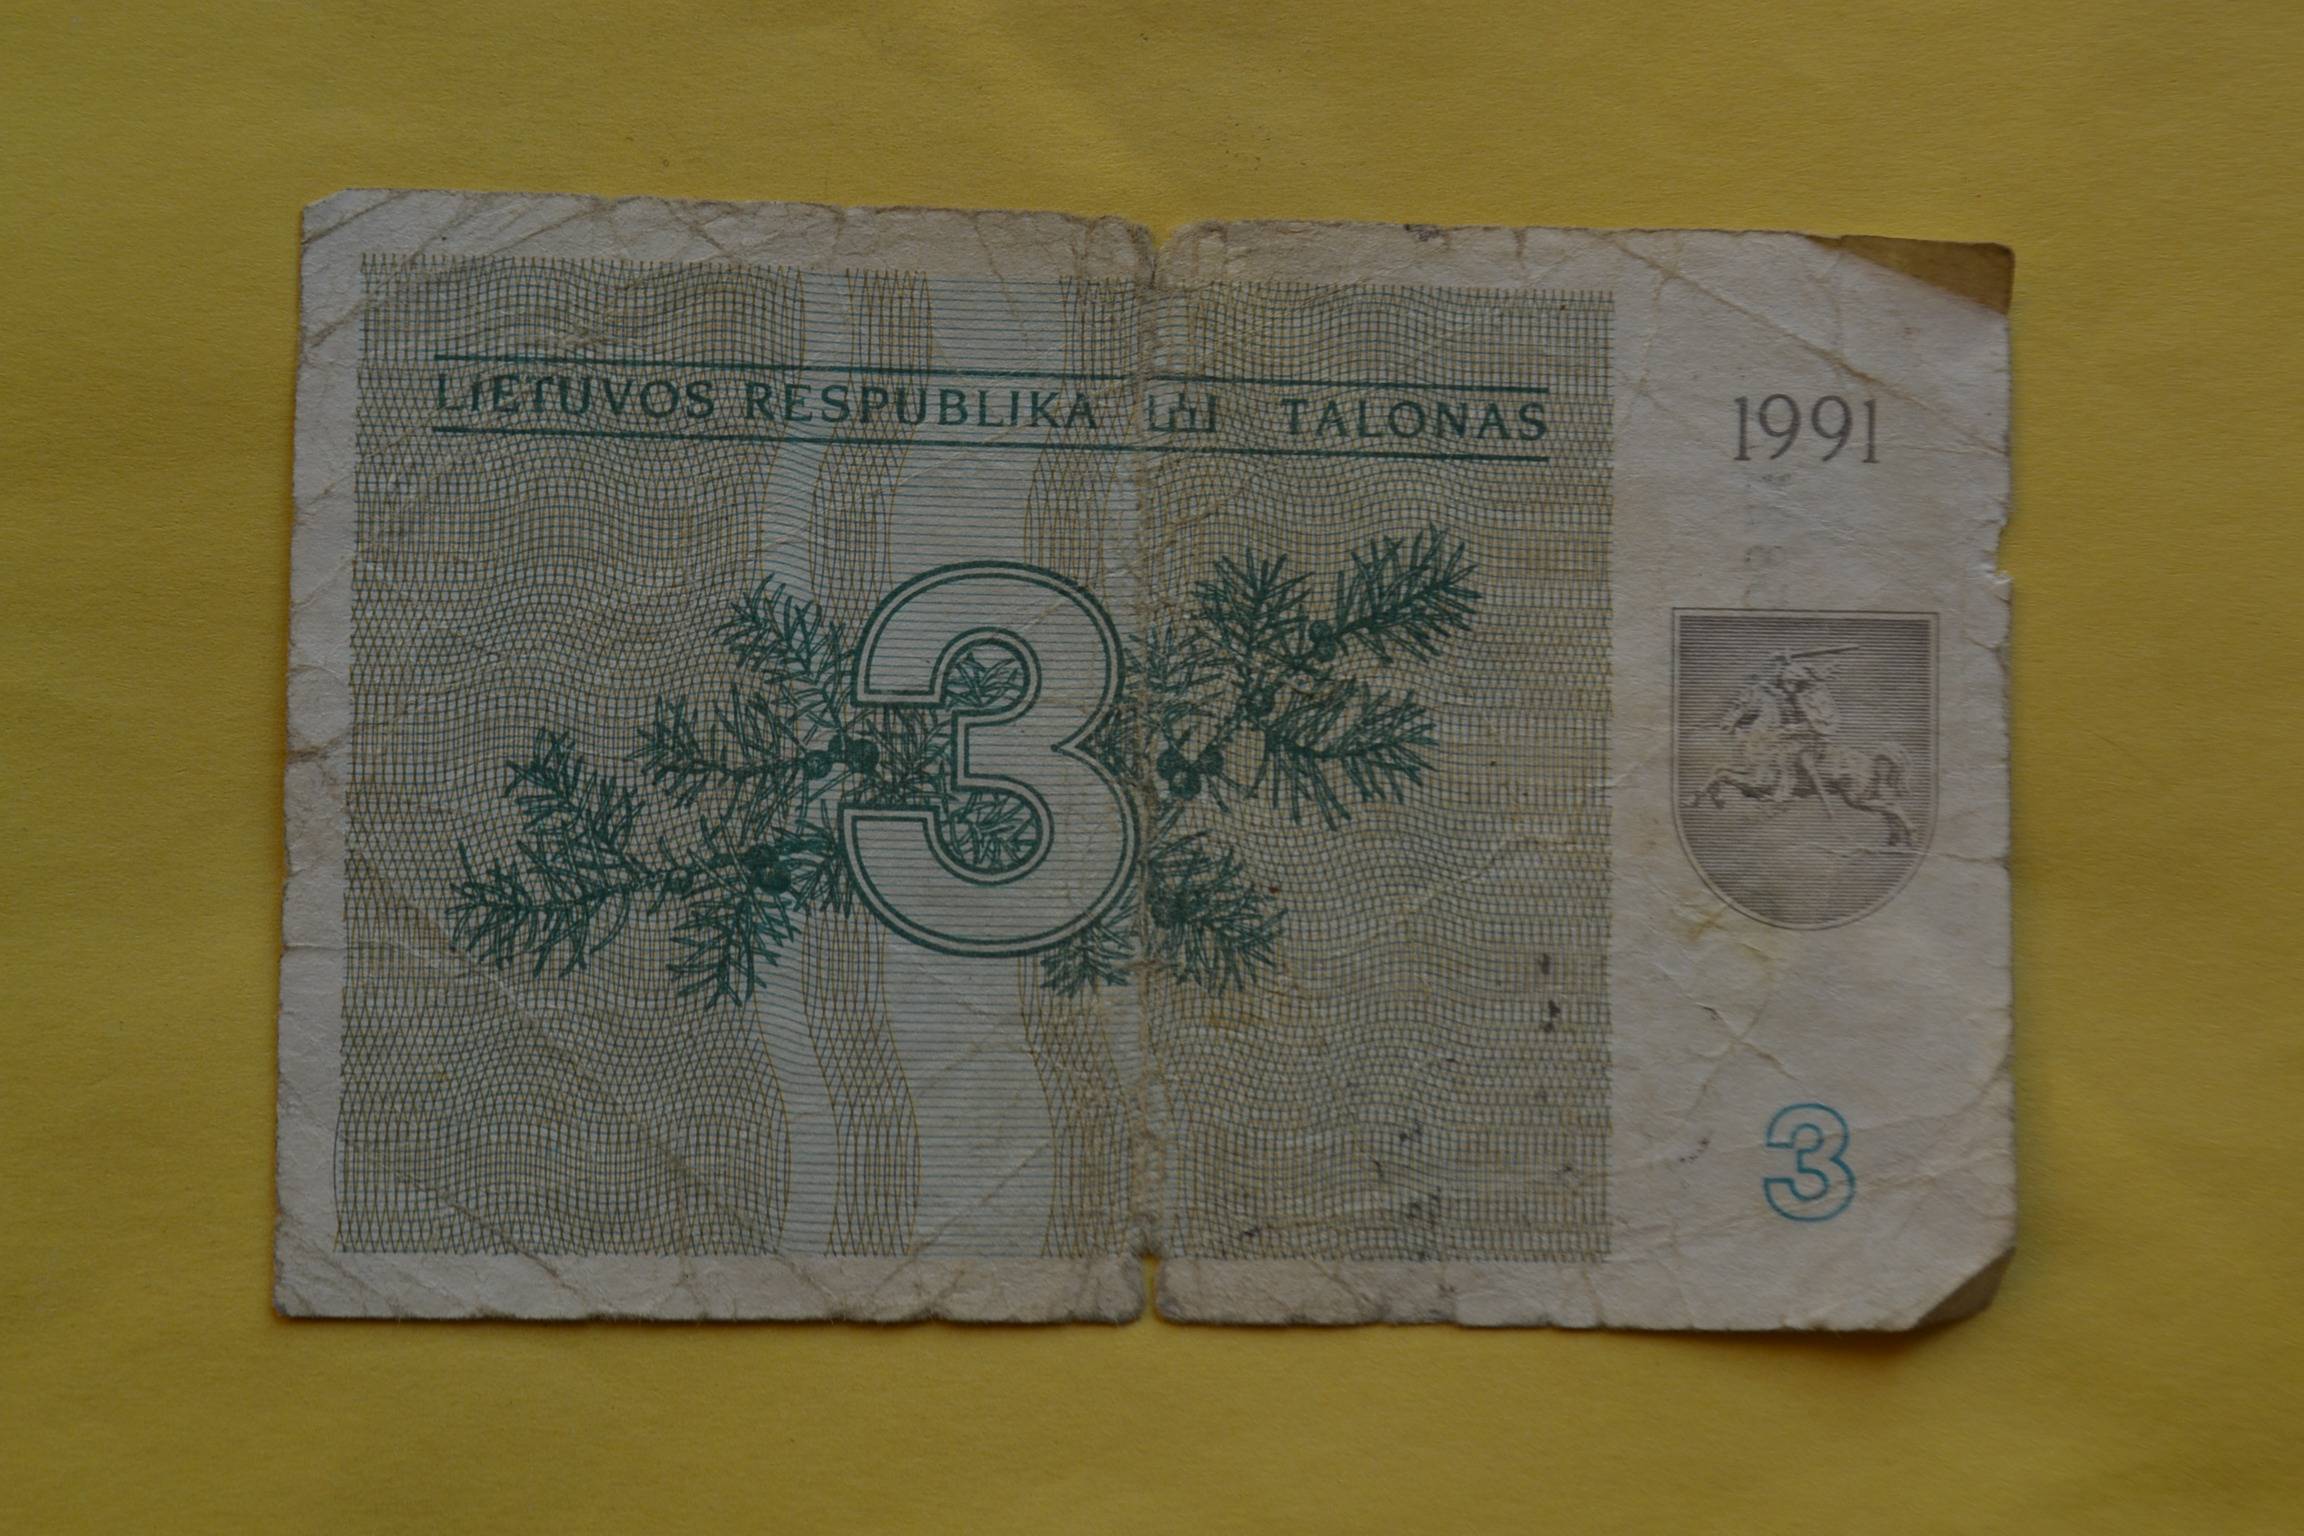 LIETUVOS RESPUBLIKA TALONAS
1991
3
3